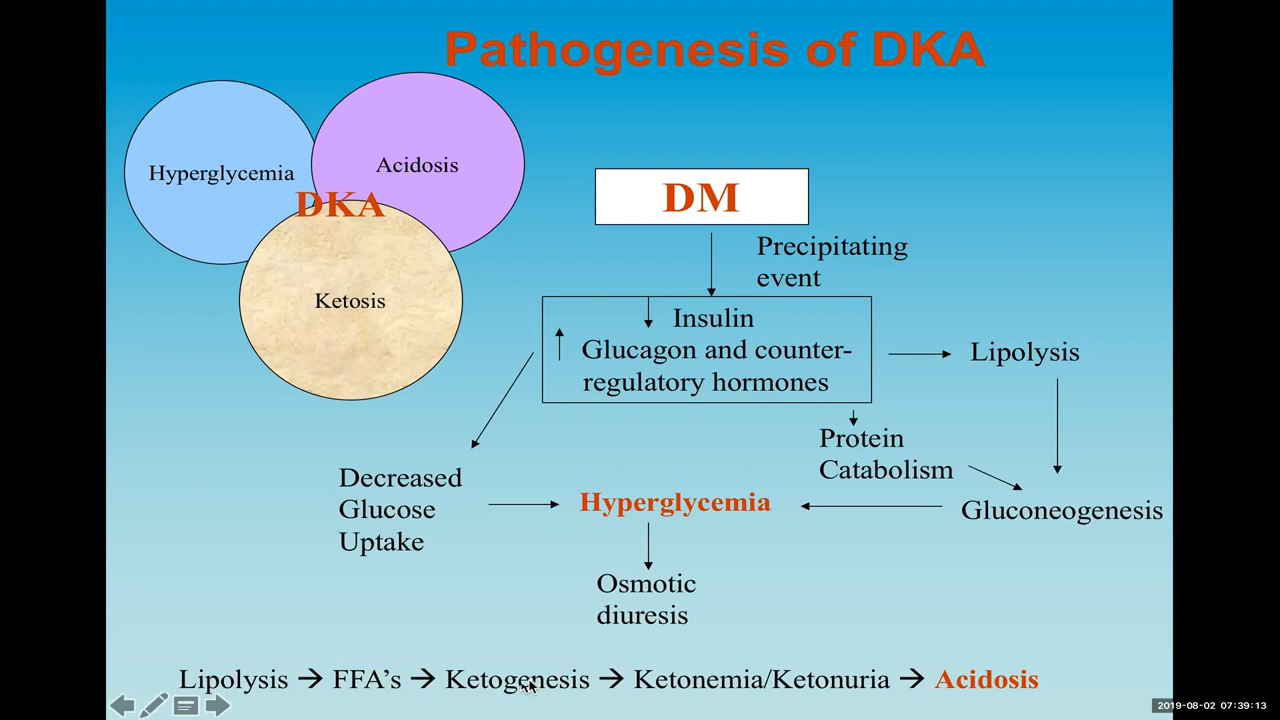 Pathogenesis of DKA
Hyperglycemia
Acidosis
DKA
Ketosis
DM
Precipitating
event
Insulin
Glucagon and counter-
regulatory hormones
Lipolysis
Protein
Catabolism
Decreased
Glucose
Uptake
Hyperglycemia
Gluconeogenesis
Osmotic
diuresis
Lipolysis → FFA's → Ketogenesis → Ketonemia/Ketonuria → Acidosis
2019-08-02 07:39:13